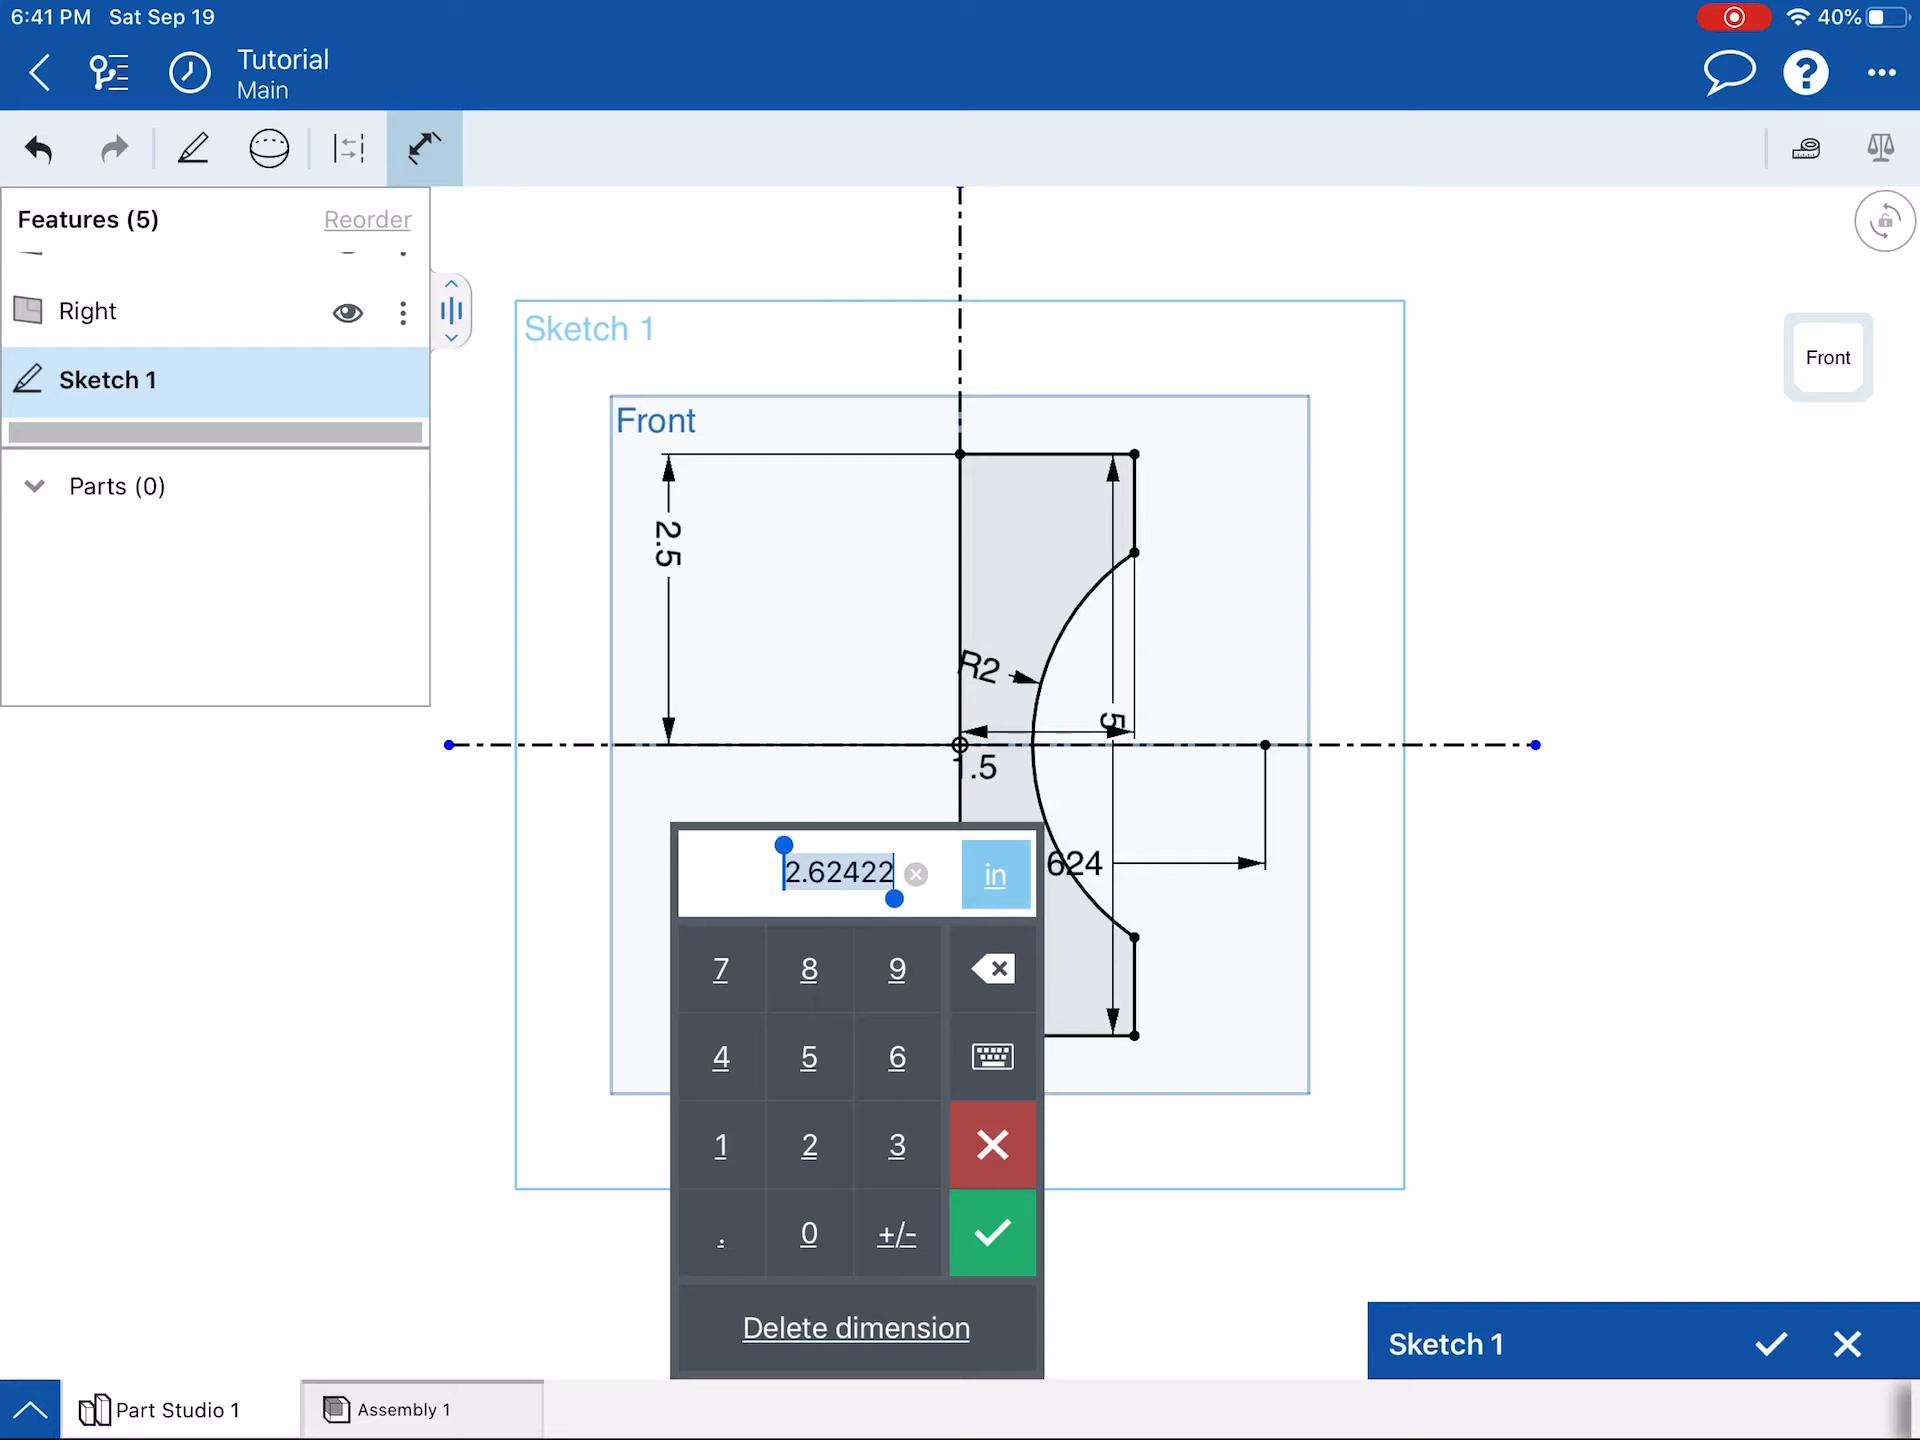 6:41 PM Sat Sep 19
40%
Tutorial
Main
Features (5)
Reorder
Right
Sketch 1
Parts (0)
Sketch 1
Front
Front
2.5
R2
5
1.5
624
2.62422
in
7 8 9
4 5 6
1 2 3
. 0 +/-
Delete dimension
Sketch 1
Part Studio 1
Assembly 1